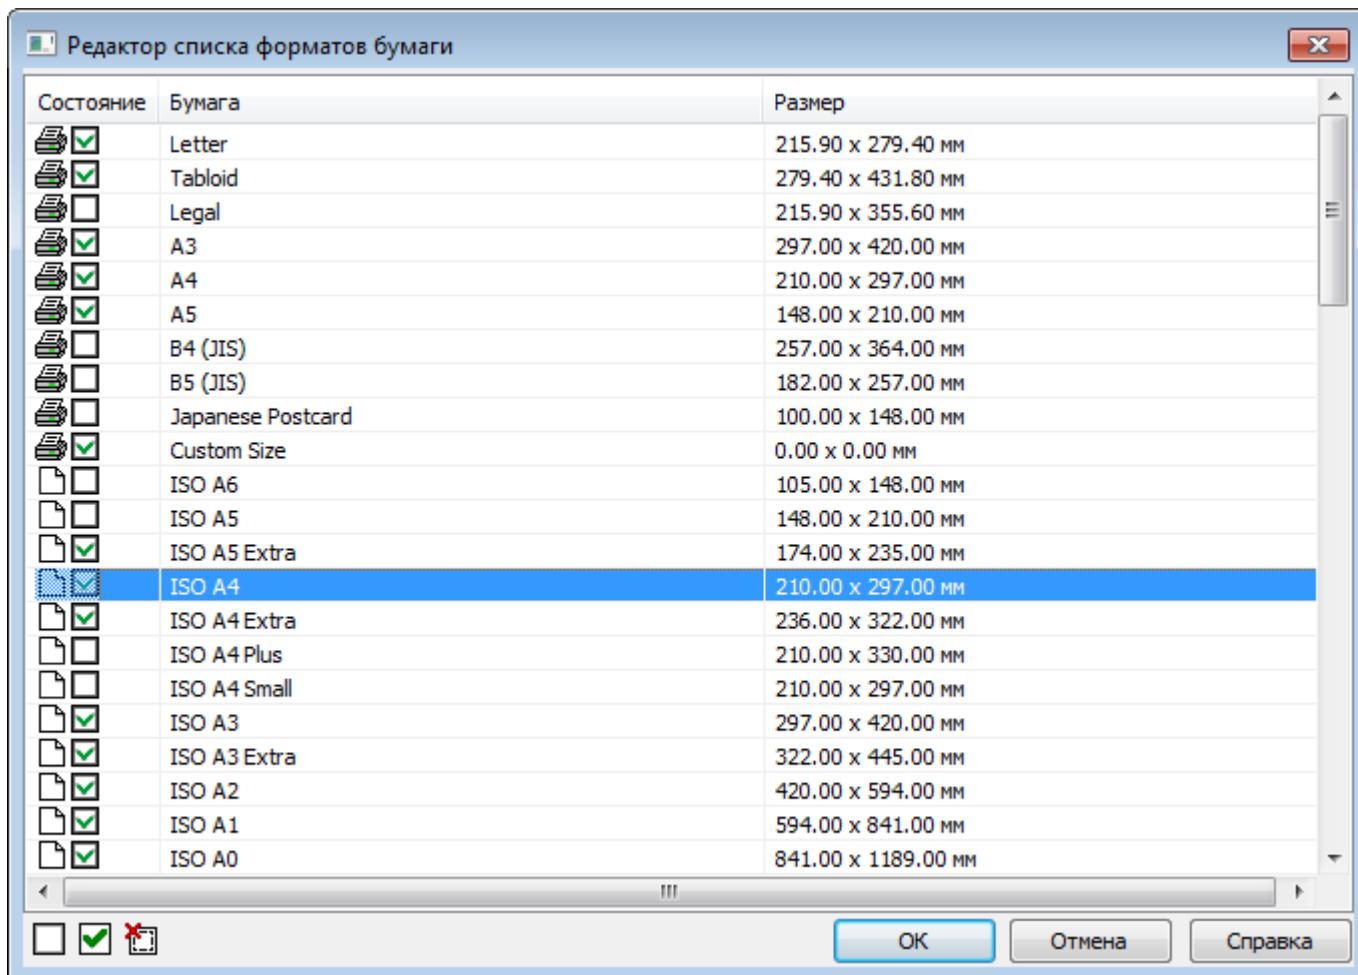 Редактор списка форматов бумаги
Состояние Бумага Размер
Letter 215.90 x 279.40 мм
Tabloid 279.40 x 431.80 мм
Legal 215.90 x 355.60 мм
A3 297.00 x 420.00 мм
A4 210.00 x 297.00 мм
A5 148.00 x 210.00 мм
B4 (JIS) 257.00 x 364.00 мм
B5 (JIS) 182.00 x 257.00 мм
Japanese Postcard 100.00 x 148.00 мм
Custom Size 0.00 x 0.00 мм
ISO A6 105.00 x 148.00 мм
ISO A5 148.00 x 210.00 мм
ISO A5 Extra 174.00 x 235.00 мм
ISO A4 210.00 x 297.00 мм
ISO A4 Extra 236.00 x 322.00 мм
ISO A4 Plus 210.00 x 330.00 мм
ISO A4 Small 210.00 x 297.00 мм
ISO A3 297.00 x 420.00 мм
ISO A3 Extra 322.00 x 445.00 мм
ISO A2 420.00 x 594.00 мм
ISO A1 594.00 x 841.00 мм
ISO A0 841.00 x 1189.00 мм
ОК Отмена Справка